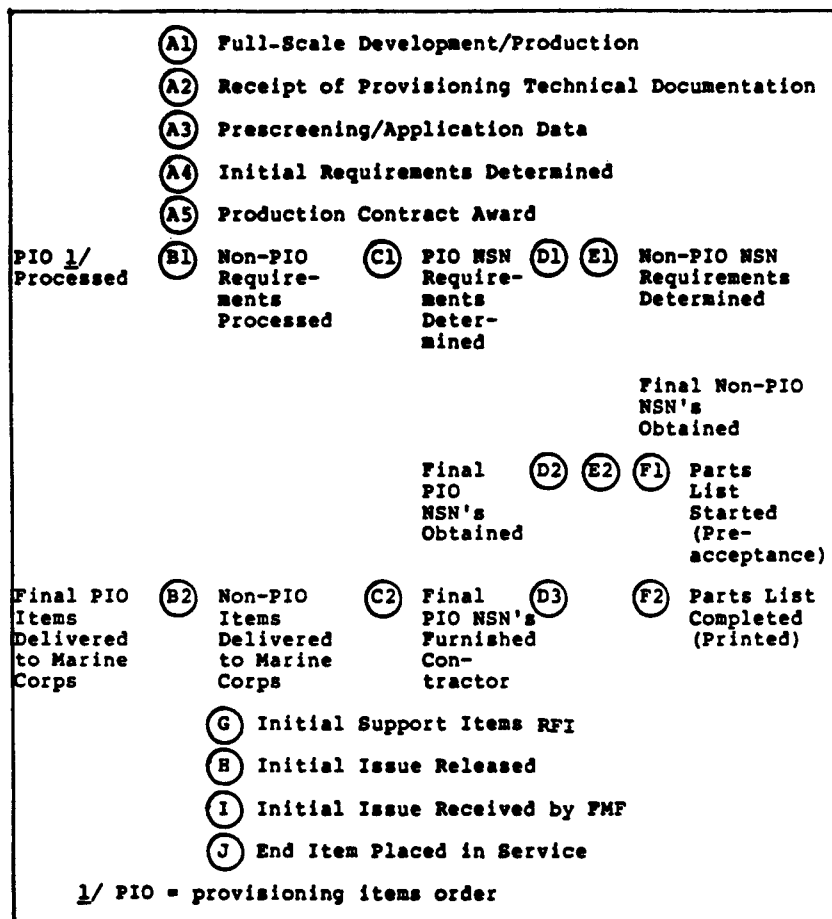 A1 Full-Scale Development/Production
A2 Receipt of Provisioning Technical Documentation
A3 Prescreening/Application Data
A4 Initial Requirements Determined
A5 Production Contract Award
PIO 1/ B1 Non-PIO C1 PIO NSN D1 E1 Non-PIO NSN
Processed Require- Require- Requirements
ments ments Determined
Processed Deter-
mined
Final Non-PIO
NSN's
Obtained
Final D2 E2 F1 Parts
PIO List
NSN's Started
Obtained (Pre-
acceptance)
Final PIO B2 Non-PIO C2 Final D3 F2 Parts List
Items Items PIO NSN's Completed
Delivered Delivered Furnished (Printed)
to Marine to Marine Con-
Corps Corps tractor
G Initial Support Items RFI
H Initial Issue Released
I Initial Issue Received by FMF
J End Item Placed in Service
1/ PIO = provisioning items order